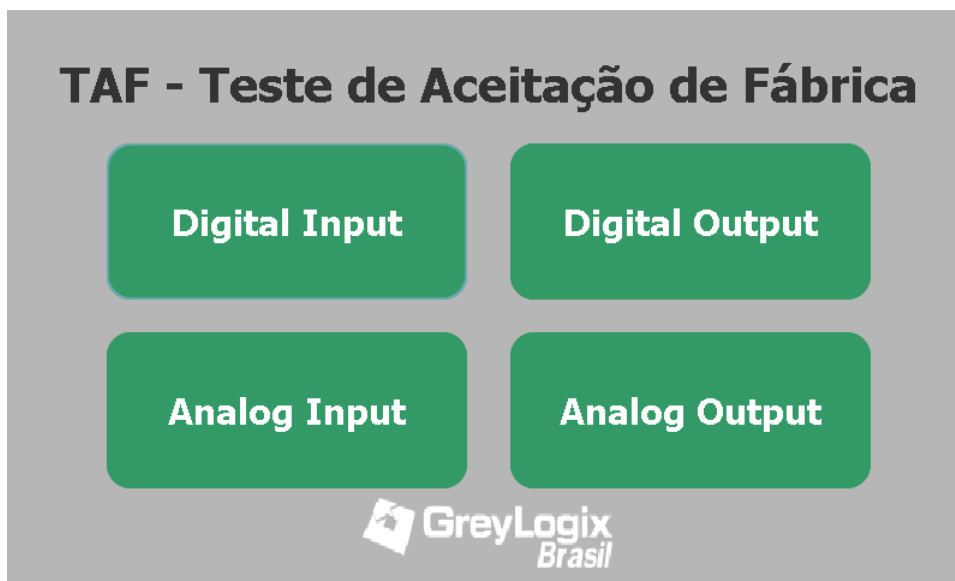 TAF - Teste de Aceitação de Fábrica
Digital Input
Digital Output
Analog Input
Analog Output
GreyLogix
Brasil